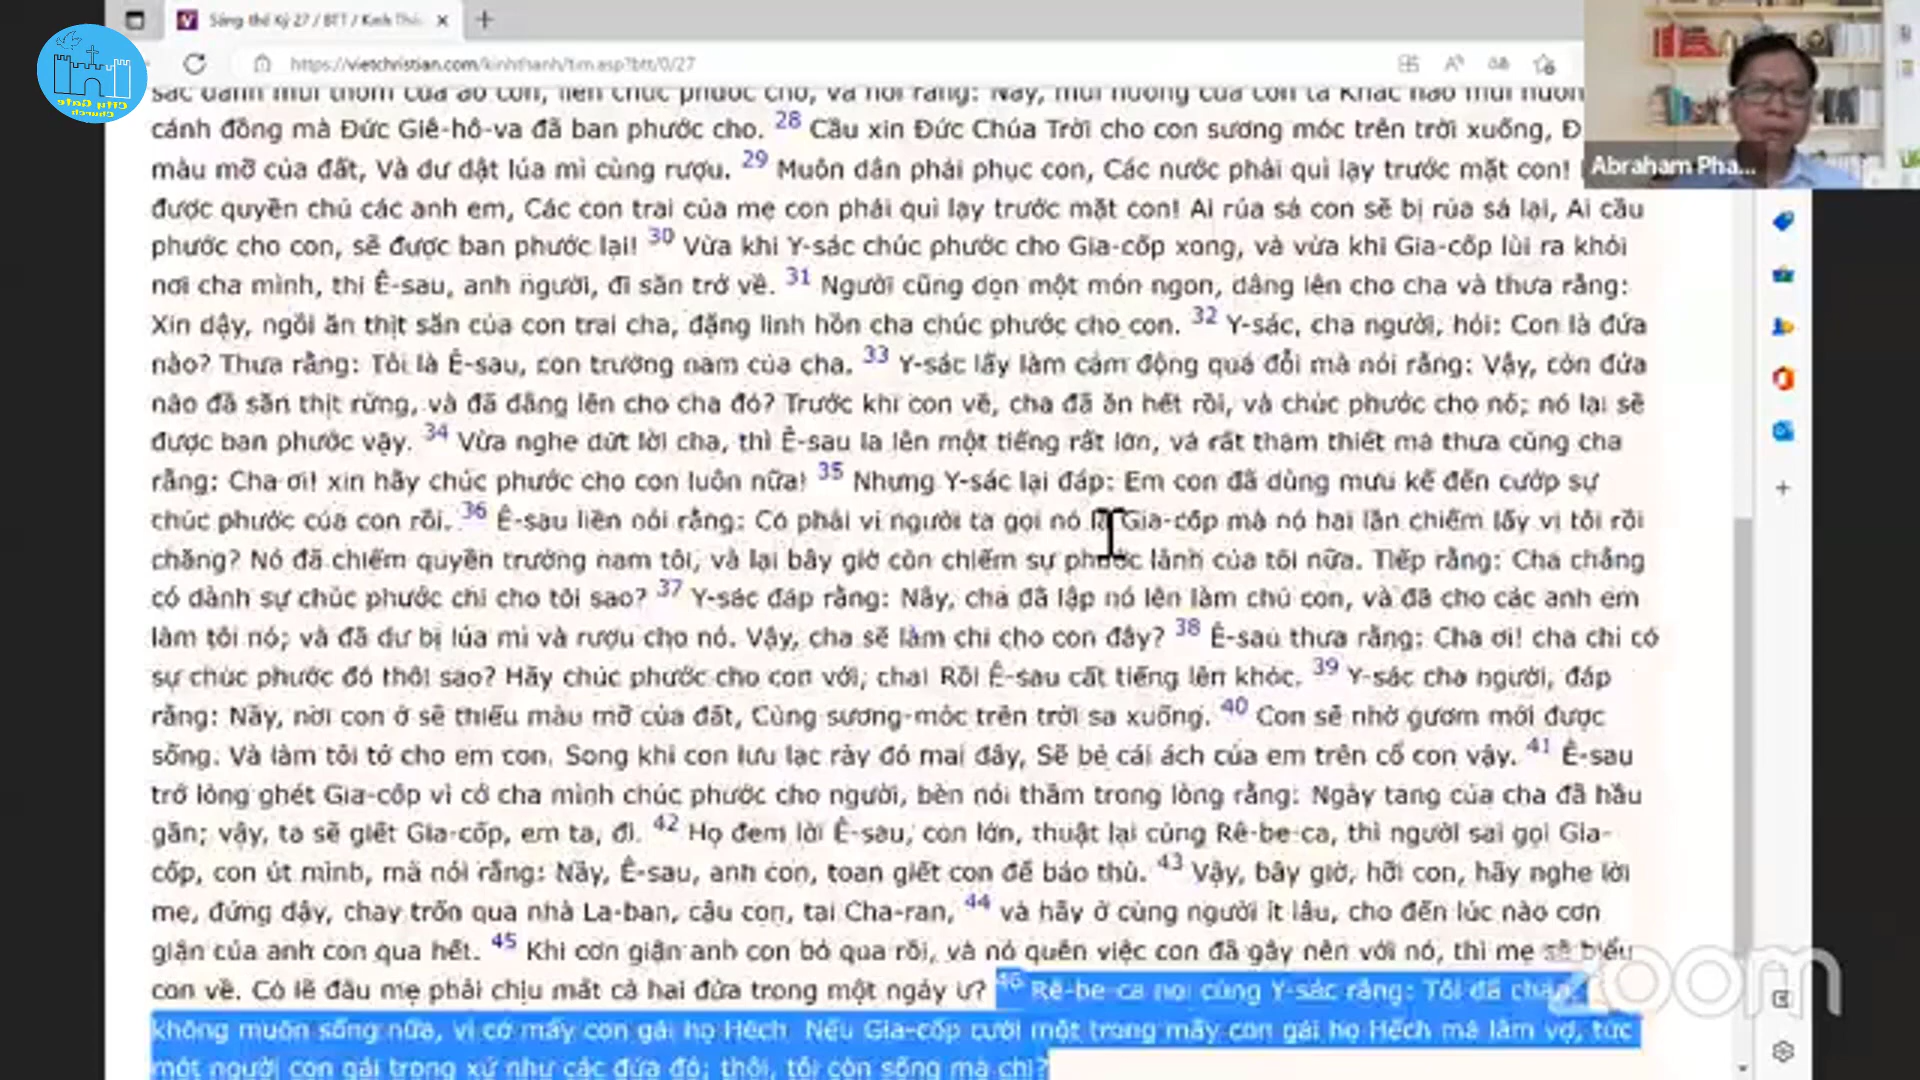 Sáng thế Ký 27 / BTT / Kinh Thá
https://vietchristian.com/kinhthanh/tim.asp?btt/0/27
City Gate
Church
Abraham Pha...
sác đánh mùi thơm của áo con, liền chúc phước cho, và nói rằng: Nầy, mùi hương của con ta Khác nào mùi hươn
cánh đồng mà Đức Giê-hô-va đã ban phước cho. 28 Cầu xin Đức Chúa Trời cho con sương móc trên trời xuống, Đ
màu mỡ của đất, Và dư dật lúa mì cùng rượu. 29 Muôn dân phải phục con, Các nước phải quì lạy trước mặt con!
được quyền chủ các anh em, Các con trai của mẹ con phải quì lạy trước mặt con! Ai rủa sả con sẽ bị rủa sả lại, Ai cầu
phước cho con, sẽ được ban phước lại! 30 Vừa khi Y-sác chúc phước cho Gia-cốp xong, và vừa khi Gia-cốp lùi ra khỏi
nơi cha mình, thì Ê-sau, anh người, đi săn trở về. 31 Người cũng dọn một món ngon, dâng lên cho cha và thưa rằng:
Xin dậy, ngồi ăn thịt săn của con trai cha, đặng linh hồn cha chúc phước cho con. 32 Y-sác, cha người, hỏi: Con là đứa
nào? Thưa rằng: Tôi là Ê-sau, con trưởng nam của cha. 33 Y-sác lấy làm cảm động quá đỗi mà nói rằng: Vậy, còn đứa
nào đã săn thịt rừng, và đã dâng lên cho cha đó? Trước khi con về, cha đã ăn hết rồi, và chúc phước cho nó; nó lại sẽ
được ban phước vậy. 34 Vừa nghe dứt lời cha, thì Ê-sau la lên một tiếng rất lớn, và rất thảm thiết mà thưa cùng cha
rằng: Cha ơi! xin hãy chúc phước cho con luôn nữa! 35 Nhưng Y-sác lại đáp: Em con đã dùng mưu kế đến cướp sự
chúc phước của con rồi. 36 Ê-sau liền nói rằng: Có phải vì người ta gọi nó là Gia-cốp mà nó hai lần chiếm lấy vị tôi rồi
chăng? Nó đã chiếm quyền trưởng nam tôi, và lại bây giờ còn chiếm sự phước lành của tôi nữa. Tiếp rằng: Cha chẳng
có dành sự chúc phước chi cho tôi sao? 37 Y-sác đáp rằng: Nầy, cha đã lập nó lên làm chủ con, và đã cho các anh em
làm tôi nó; và đã dự bị lúa mì và rượu cho nó. Vậy, cha sẽ làm chi cho con đây? 38 Ê-sau thưa rằng: Cha ơi! cha chỉ có
sự chúc phước đó thôi sao? Hãy chúc phước cho con với, cha! Rồi Ê-sau cất tiếng lên khóc. 39 Y-sác cha người, đáp
rằng: Nầy, nơi con ở sẽ thiếu màu mỡ của đất, Cùng sương-móc trên trời sa xuống. 40 Con sẽ nhờ gươm mới được
sống. Và làm tôi tớ cho em con. Song khi con lưu lạc rày đó mai đây, Sẽ bẻ cái ách của em trên cổ con vậy. 41 Ê-sau
trở lòng ghét Gia-cốp vì cớ cha mình chúc phước cho người, bèn nói thầm trong lòng rằng: Ngày tang của cha đã hầu
gần; vậy, ta sẽ giết Gia-cốp, em ta, đi. 42 Họ đem lời Ê-sau, con lớn, thuật lại cùng Rê-be-ca, thì người sai gọi Gia-
cốp, con út mình, mà nói rằng: Nầy, Ê-sau, anh con, toan giết con để báo thù. 43 Vậy, bây giờ, hỡi con, hãy nghe lời
mẹ, đứng dậy, chạy trốn qua nhà La-ban, cậu con, tại Cha-ran, 44 và hãy ở cùng người ít lâu, cho đến lúc nào cơn
giận của anh con qua hết. 45 Khi cơn giận anh con bỏ qua rồi, và nó quên việc con đã gây nên với nó, thì mẹ sẽ biểu
con về. Có lẽ đâu mẹ phải chịu mất cả hai đứa trong một ngày ư? 46 Rê-be-ca nói cùng Y-sác rằng: Tôi đã chán,
không muốn sống nữa, vì cớ mấy con gái họ Hếch. Nếu Gia-cốp cưới một trong mấy con gái họ Hếch mà làm vợ, tức
một người con gái trong xứ như các đứa đó; thôi, tôi còn sống mà chi?
zoom